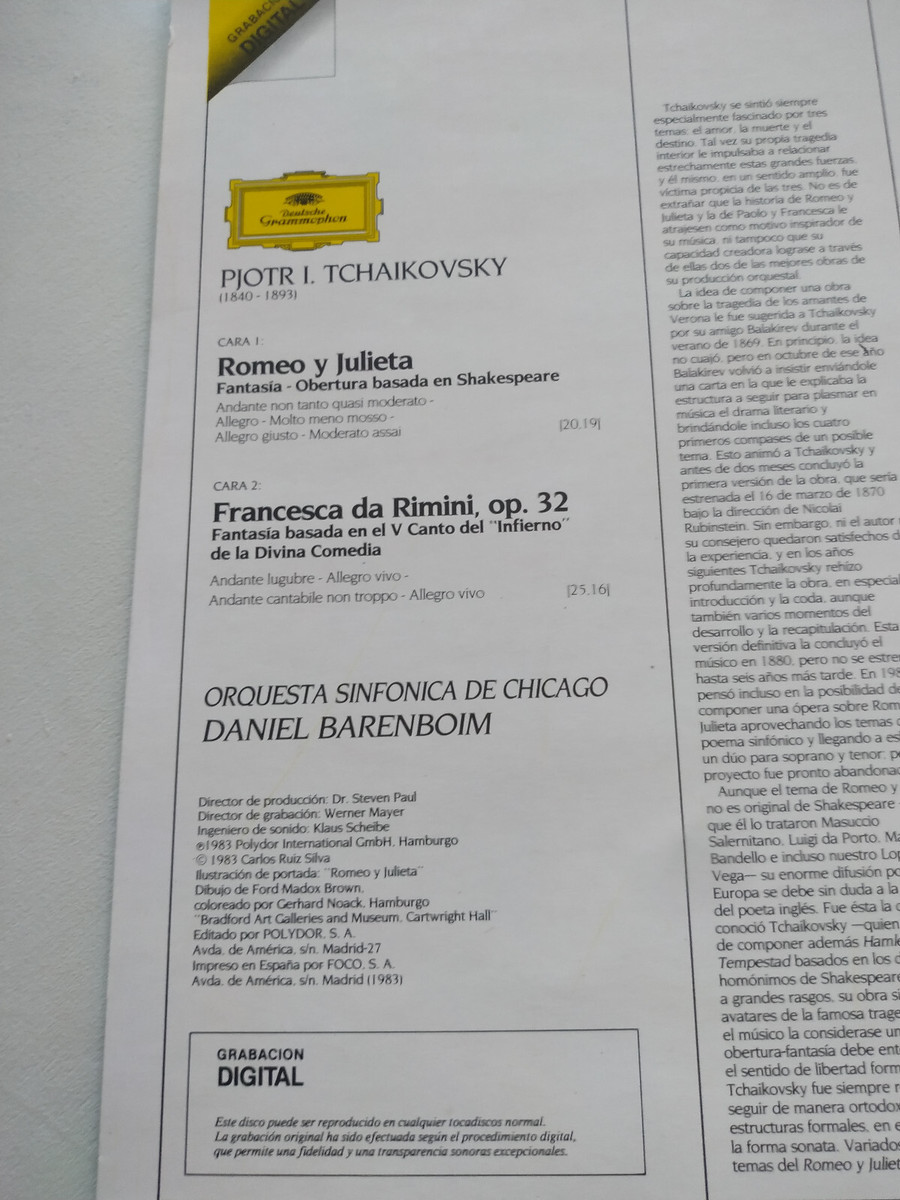 GRABACION
DIGITAL
Deutsche
Grammophon
PJOTR I. TCHAIKOVSKY
(1840 - 1893)
CARA 1:
Romeo y Julieta
Fantasía - Obertura basada en Shakespeare
Andante non tanto quasi moderato -
Allegro - Molto meno mosso -
Allegro giusto - Moderato assai
[20.19]
CARA 2:
Francesca da Rimini, op. 32
Fantasía basada en el V Canto del "Infierno"
de la Divina Comedia
Andante lugubre - Allegro vivo -
Andante cantabile non troppo - Allegro vivo
[25.16]
ORQUESTA SINFONICA DE CHICAGO
DANIEL BARENBOIM
Director de producción: Dr. Steven Paul
Director de grabación: Werner Mayer
Ingeniero de sonido: Klaus Scheibe
℗1983 Polydor International GmbH, Hamburgo
© 1983 Carlos Ruiz Silva
Ilustración de portada: "Romeo y Julieta"
Dibujo de Ford Madox Brown,
coloreado por Gerhard Noack, Hamburgo
"Bradford Art Galleries and Museum, Cartwright Hall"
Editado por POLYDOR, S. A.
Avda. de América, s/n. Madrid-27
Impreso en España por FOCO, S. A.
Avda. de América, s/n. Madrid (1983)
GRABACION
DIGITAL
Este disco puede ser reproducido en cualquier tocadiscos normal.
La grabación original ha sido efectuada según el procedimiento digital,
que permite una fidelidad y una transparencia sonoras excepcionales.
Tchaikovsky se sintió siempre
especialmente fascinado por tres
temas: el amor, la muerte y el
destino. Tal vez su propia tragedia
interior le impulsaba a relacionar
estrechamente estas grandes fuerzas,
y él mismo, en un sentido amplio, fue
víctima propicia de las tres. No es de
extrañar que la historia de Romeo y
Julieta y la de Paolo y Francesca le
atrajesen como motivo inspirador de
su música, ni tampoco que su
capacidad creadora lograse a través
de ellas dos de las mejores obras de
su producción orquestal.
La idea de componer una obra
sobre la tragedia de los amantes de
Verona le fue sugerida a Tchaikovsky
por su amigo Balakirev durante el
verano de 1869. En principio, la idea
no cuajó, pero en octubre de ese año
Balakirev volvió a insistir enviándole
una carta en la que le explicaba la
estructura a seguir para plasmar en
música el drama literario y
brindándole incluso los cuatro
primeros compases de un posible
tema. Esto animó a Tchaikovsky y
antes de dos meses concluyó la
primera versión de la obra, que sería
estrenada el 16 de marzo de 1870
bajo la dirección de Nicolai
Rubinstein. Sin embargo, ni el autor
su consejero quedaron satisfechos d
la experiencia, y en los años
siguientes Tchaikovsky rehízo
profundamente la obra, en especial
introducción y la coda, aunque
también varios momentos del
desarrollo y la recapitulación. Esta
versión definitiva la concluyó el
músico en 1880, pero no se estre
hasta seis años más tarde. En 198
pensó incluso en la posibilidad de
componer una ópera sobre Rom
Julieta aprovechando los temas
poema sinfónico y llegando a es
un dúo para soprano y tenor; p
proyecto fue pronto abandona
Aunque el tema de Romeo y
no es original de Shakespeare
que él lo trataron Masuccio
Salernitano, Luigi da Porto, Ma
Bandello e incluso nuestro Lop
Vega— su enorme difusión po
Europa se debe sin duda a la
del poeta inglés. Fue ésta la
conoció Tchaikovsky —quien
de componer además Haml
Tempestad basados en los d
homónimos de Shakespeare
a grandes rasgos, su obra si
avatares de la famosa trage
el músico la considerase un
obertura-fantasía debe ent
el sentido de libertad form
Tchaikovsky fue siempre r
seguir de manera ortodox
estructuras formales, en e
la forma sonata. Variados
temas del Romeo y Juliet